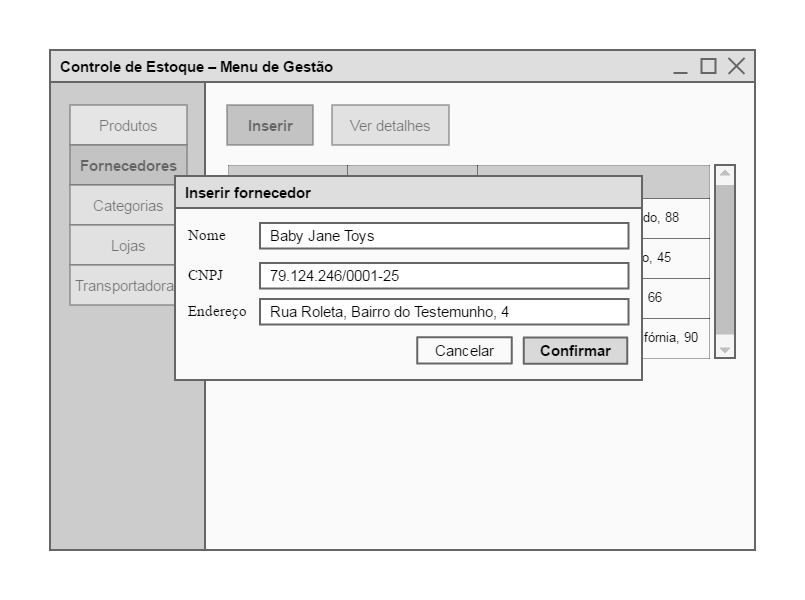 Controle de Estoque – Menu de Gestão
Produtos
Fornecedores
Categorias
Lojas
Transportadora
Inserir
Ver detalhes
Inserir fornecedor
Nome
Baby Jane Toys
CNPJ
79.124.246/0001-25
Endereço
Rua Roleta, Bairro do Testemunho, 4
Cancelar
Confirmar
do, 88
o, 45
66
fórnia, 90